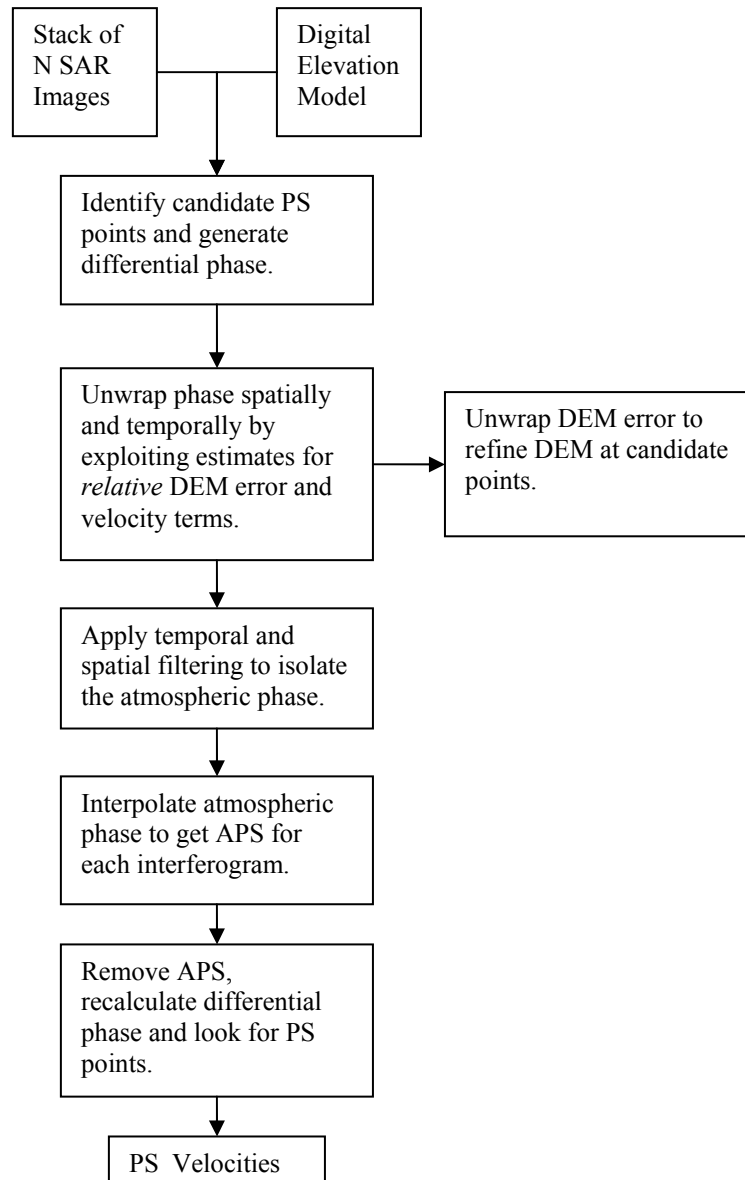 Stack of
N SAR
Images
Digital
Elevation
Model
Identify candidate PS
points and generate
differential phase.
Unwrap phase spatially
and temporally by
exploiting estimates for
relative DEM error and
velocity terms.
Unwrap DEM error to
refine DEM at candidate
points.
Apply temporal and
spatial filtering to isolate
the atmospheric phase.
Interpolate atmospheric
phase to get APS for
each interferogram.
Remove APS,
recalculate differential
phase and look for PS
points.
PS Velocities